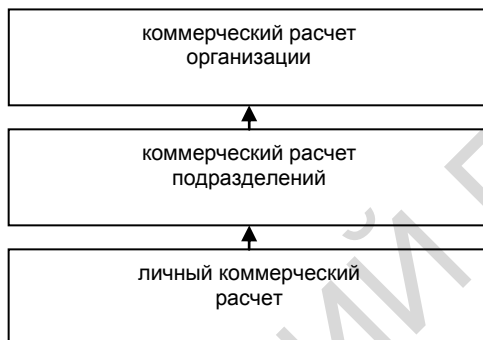 коммерческий расчет
организации
коммерческий расчет
подразделений
личный коммерческий
расчет